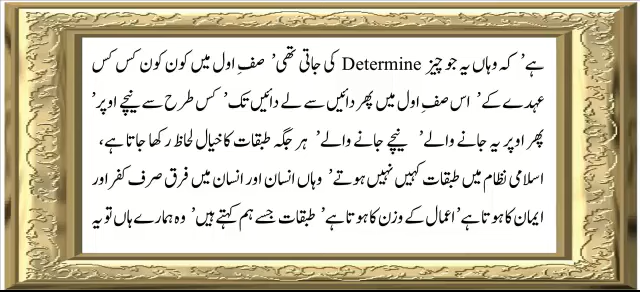 ہے’ کہ وہاں یہ جو چیز Determine کی جاتی تھی’ صفِ اول میں کون کون کس کس
عہدے کے’ اس صفِ اول میں پھر دائیں سے لے دائیں تک’ کس طرح سے نیچے اوپر’
پھر اوپر یہ جانے والے’ نیچے جانے والے’ ہر جگہ طبقات کا خیال لحاظ رکھا جاتا ہے،
اسلامی نظام میں طبقات کہیں نہیں ہوتے’ وہاں انسان اور انسان میں فرق صرف کفر اور
ایمان کا ہوتا ہے’ اعمال کے وزن کا ہوتا ہے’ طبقات جسے ہم کہتے ہیں’ وہ ہمارے ہاں تو یہ